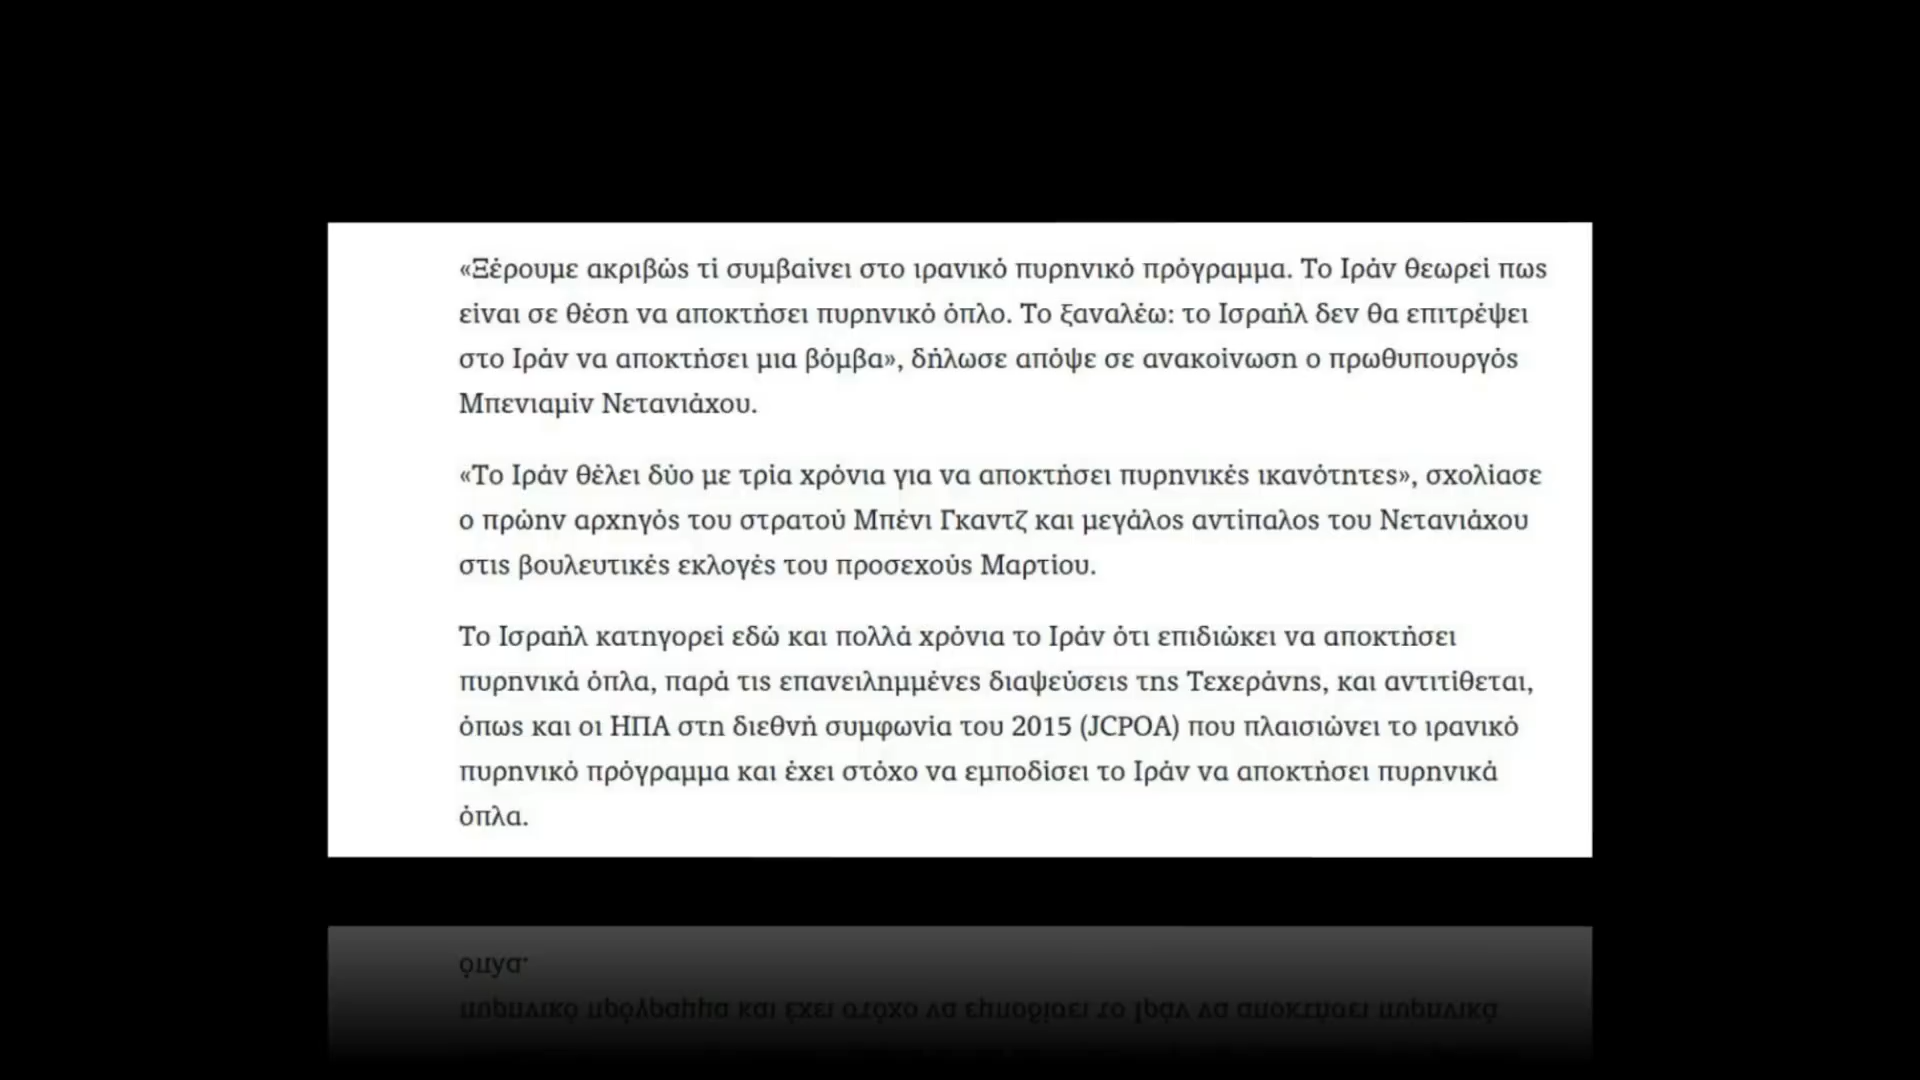 «Ξέρουμε ακριβώς τί συμβαίνει στο ιρανικό πυρηνικό πρόγραμμα. Το Ιράν θεωρεί πως
είναι σε θέση να αποκτήσει πυρηνικό όπλο. Το ξαναλέω: το Ισραήλ δεν θα επιτρέψει
στο Ιράν να αποκτήσει μια βόμβα», δήλωσε απόψε σε ανακοίνωση ο πρωθυπουργός
Μπενιαμίν Νετανιάχου.
«Το Ιράν θέλει δύο με τρία χρόνια για να αποκτήσει πυρηνικές ικανότητες», σχολίασε
ο πρώην αρχηγός του στρατού Μπένι Γκαντζ και μεγάλος αντίπαλος του Νετανιάχου
στις βουλευτικές εκλογές του προσεχούς Μαρτίου.
Το Ισραήλ κατηγορεί εδώ και πολλά χρόνια το Ιράν ότι επιδιώκει να αποκτήσει
πυρηνικά όπλα, παρά τις επανειλημμένες διαψεύσεις της Τεχεράνης, και αντιτίθεται,
όπως και οι ΗΠΑ στη διεθνή συμφωνία του 2015 (JCPOA) που πλαισιώνει το ιρανικό
πυρηνικό πρόγραμμα και έχει στόχο να εμποδίσει το Ιράν να αποκτήσει πυρηνικά
όπλα.